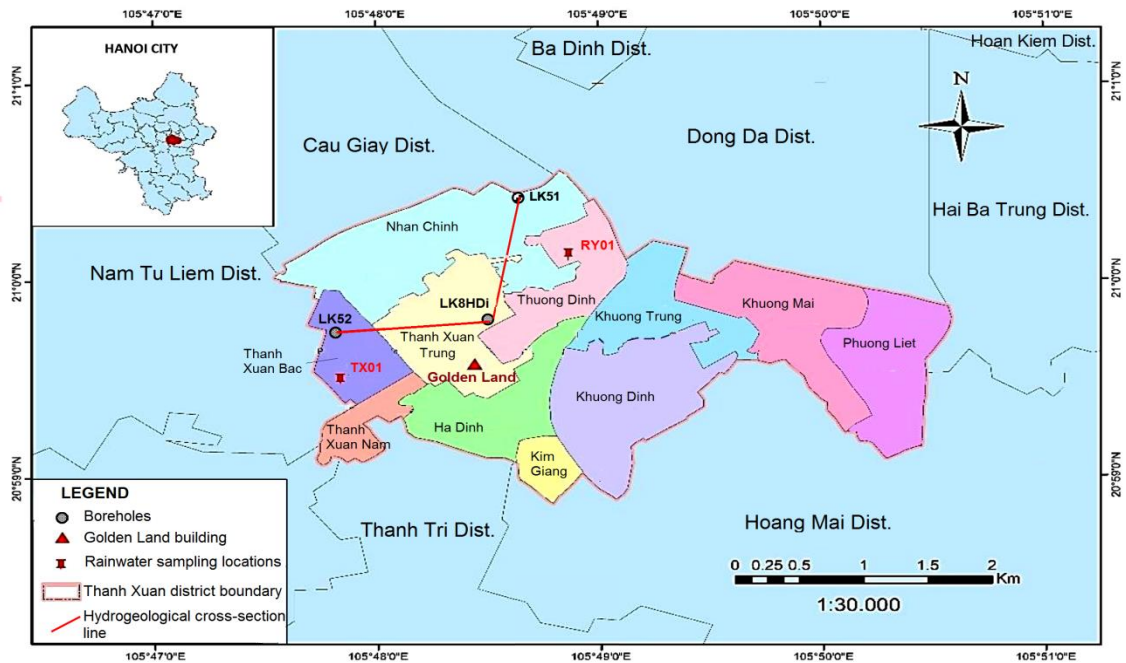 105°47'0"E
105°48'0"E
105°49'0"E
105°50'0"E
105°51'0"E
HANOI CITY
Ba Dinh Dist.
Hoan Kiem Dist.
21°1'0"N
21°1'0"N
N
Cau Giay Dist.
Dong Da Dist.
LK51
Hai Ba Trung Dist.
Nhan Chinh
RY01
Nam Tu Liem Dist.
21°0'0"N
21°0'0"N
LK8HDi
Thuong Dinh
Khuong Mai
LK52
Khuong Trung
Thanh Xuan
Trung
Phuong Liet
Thanh
Xuan Bac
TX01
Golden Land
Khuong Dinh
Thanh
Xuan Nam
Ha Dinh
Kim
Giang
20°59'0"N
20°59'0"N
LEGEND
Boreholes
Golden Land building
Rainwater sampling locations
Thanh Xuan district boundary
Hydrogeological cross-section
line
Thanh Tri Dist.
Hoang Mai Dist.
0 0.25 0.5 1 1.5 2
Km
1:30.000
105°47'0"E
105°48'0"E
105°49'0"E
105°50'0"E
105°51'0"E